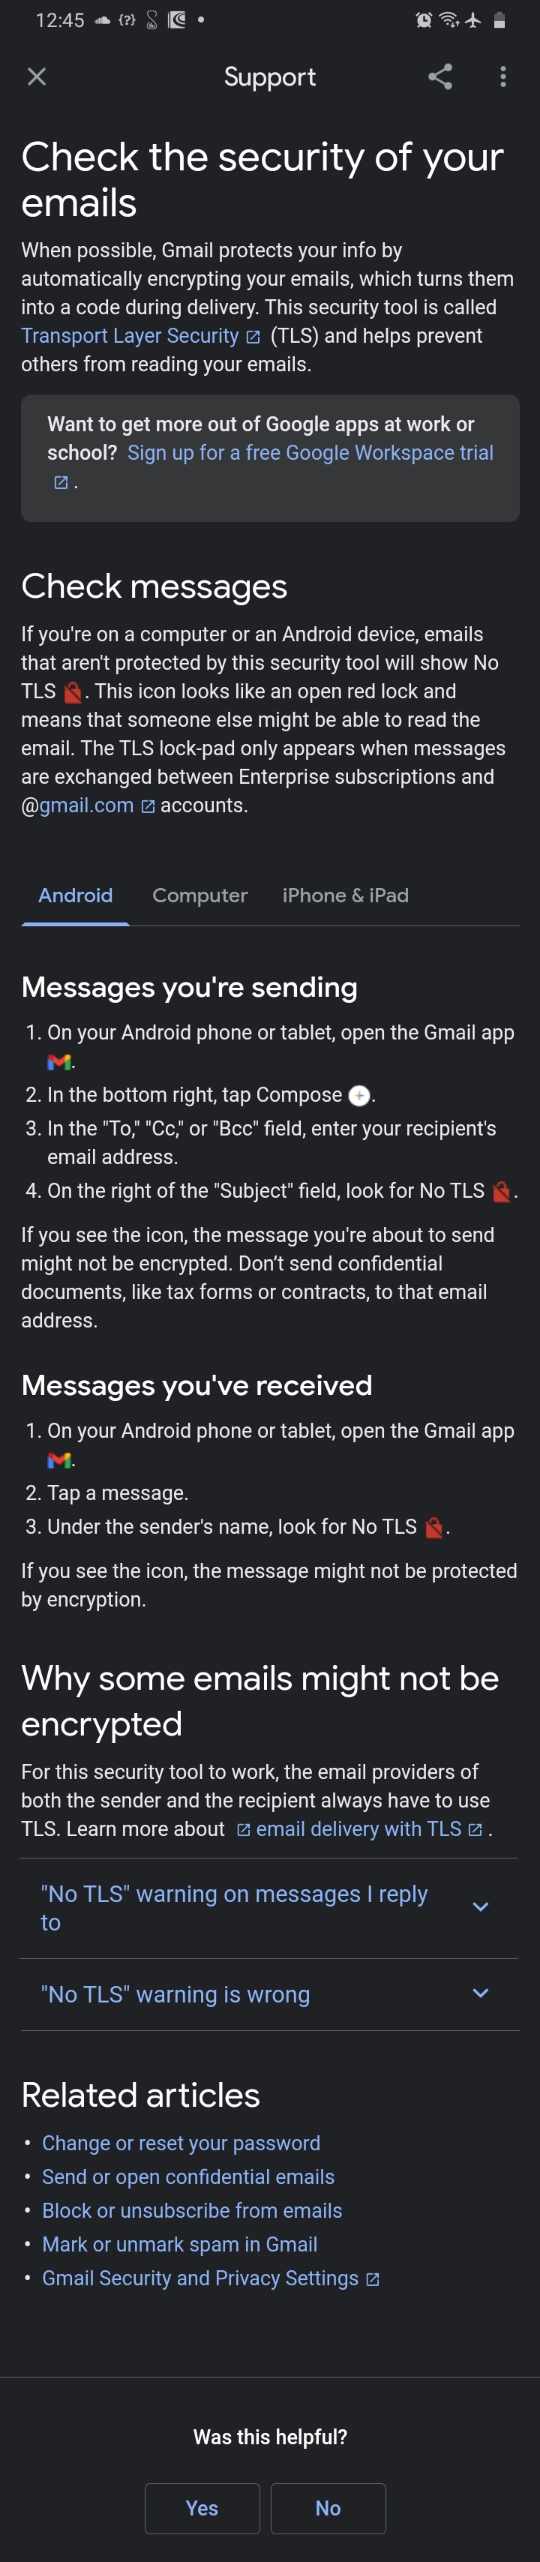 12:45
Support
Check the security of your
emails
When possible, Gmail protects your info by
automatically encrypting your emails, which turns them
into a code during delivery. This security tool is called
Transport Layer Security (TLS) and helps prevent
others from reading your emails.
Want to get more out of Google apps at work or
school? Sign up for a free Google Workspace trial
.
Check messages
If you're on a computer or an Android device, emails
that aren't protected by this security tool will show No
TLS . This icon looks like an open red lock and
means that someone else might be able to read the
email. The TLS lock-pad only appears when messages
are exchanged between Enterprise subscriptions and
@gmail.com accounts.
Android Computer iPhone & iPad
Messages you're sending
1. On your Android phone or tablet, open the Gmail app
.
2. In the bottom right, tap Compose .
3. In the "To," "Cc," or "Bcc" field, enter your recipient's
email address.
4. On the right of the "Subject" field, look for No TLS .
If you see the icon, the message you're about to send
might not be encrypted. Don’t send confidential
documents, like tax forms or contracts, to that email
address.
Messages you've received
1. On your Android phone or tablet, open the Gmail app
.
2. Tap a message.
3. Under the sender's name, look for No TLS .
If you see the icon, the message might not be protected
by encryption.
Why some emails might not be
encrypted
For this security tool to work, the email providers of
both the sender and the recipient always have to use
TLS. Learn more about email delivery with TLS .
"No TLS" warning on messages I reply
to
"No TLS" warning is wrong
Related articles
• Change or reset your password
• Send or open confidential emails
• Block or unsubscribe from emails
• Mark or unmark spam in Gmail
• Gmail Security and Privacy Settings
Was this helpful?
Yes No